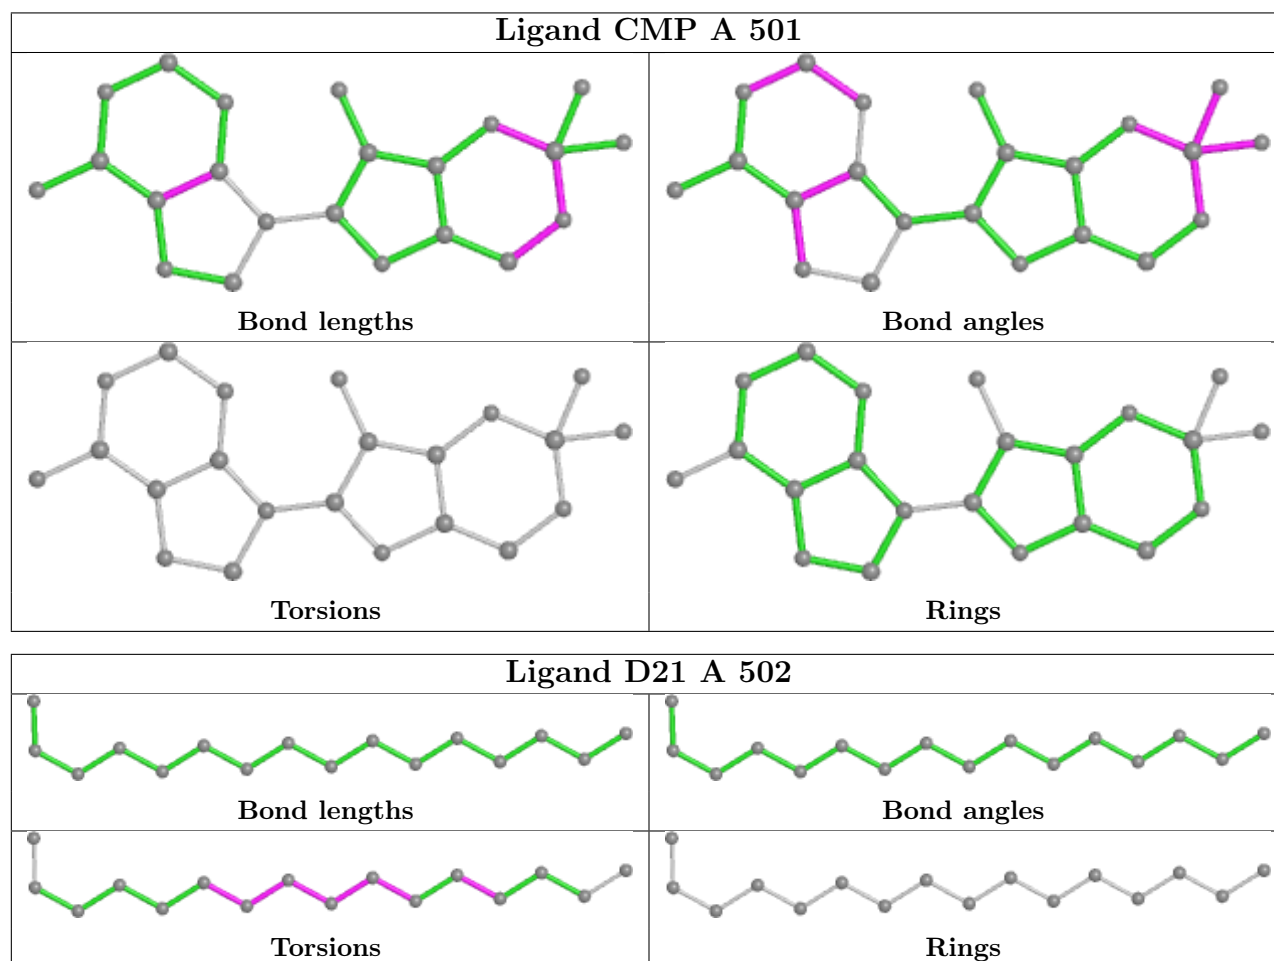 Ligand CMP A 501
Bond lengths
Bond angles
Torsions
Rings
Ligand D21 A 502
Bond lengths
Bond angles
Torsions
Rings